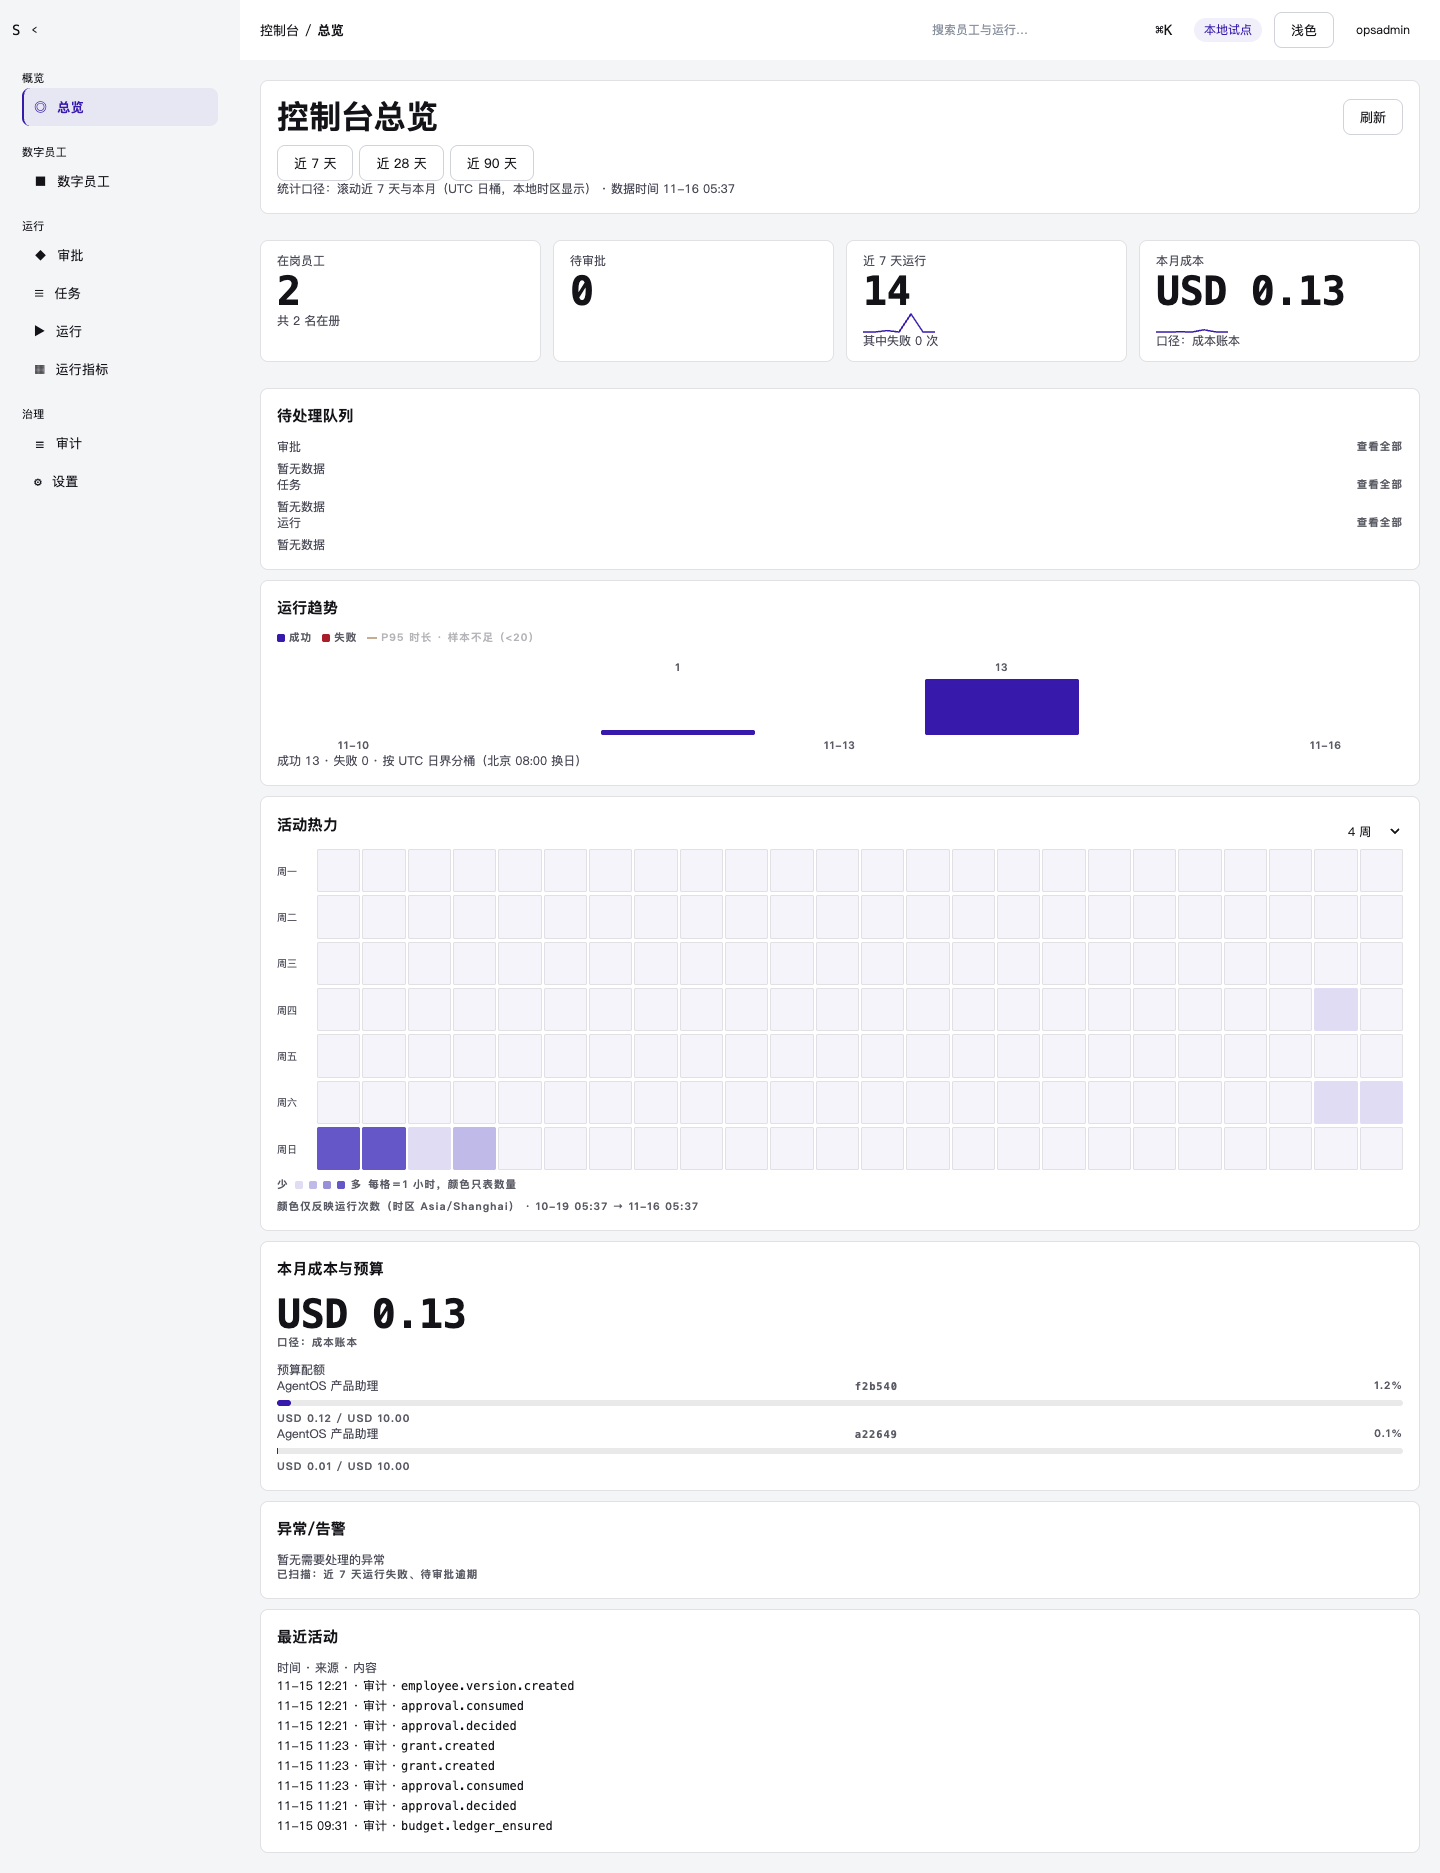 S <
概览
◎ 总览
数字员工
■ 数字员工
运行
◆ 审批
≡ 任务
▶ 运行
▦ 运行指标
治理
≡ 审计
⚙ 设置
控制台 / 总览
搜索员工与运行...
⌘K
本地试点
浅色
opsadmin
控制台总览
刷新
近 7 天
近 28 天
近 90 天
统计口径：滚动近 7 天与本月（UTC 日桶，本地时区显示） · 数据时间 11-16 05:37
在岗员工
2
共 2 名在册
待审批
0
近 7 天运行
14
其中失败 0 次
本月成本
USD 0.13
口径：成本账本
待处理队列
审批 查看全部
暂无数据
任务 查看全部
暂无数据
运行 查看全部
暂无数据
运行趋势
成功 失败 P95 时长 · 样本不足（<20）
1 13
11-10 11-13 11-16
成功 13 · 失败 0 · 按 UTC 日界分桶（北京 08:00 换日）
活动热力
4 周
周一
周二
周三
周四
周五
周六
周日
少 多 每格=1 小时，颜色只表数量
颜色仅反映运行次数（时区 Asia/Shanghai） · 10-19 05:37 → 11-16 05:37
本月成本与预算
USD 0.13
口径：成本账本
预算配额
AgentOS 产品助理 f2b540 1.2%
USD 0.12 / USD 10.00
AgentOS 产品助理 a22649 0.1%
USD 0.01 / USD 10.00
异常/告警
暂无需要处理的异常
已扫描：近 7 天运行失败、待审批逾期
最近活动
时间 · 来源 · 内容
11-15 12:21 · 审计 · employee.version.created
11-15 12:21 · 审计 · approval.consumed
11-15 12:21 · 审计 · approval.decided
11-15 11:23 · 审计 · grant.created
11-15 11:23 · 审计 · grant.created
11-15 11:23 · 审计 · approval.consumed
11-15 11:21 · 审计 · approval.decided
11-15 09:31 · 审计 · budget.ledger_ensured